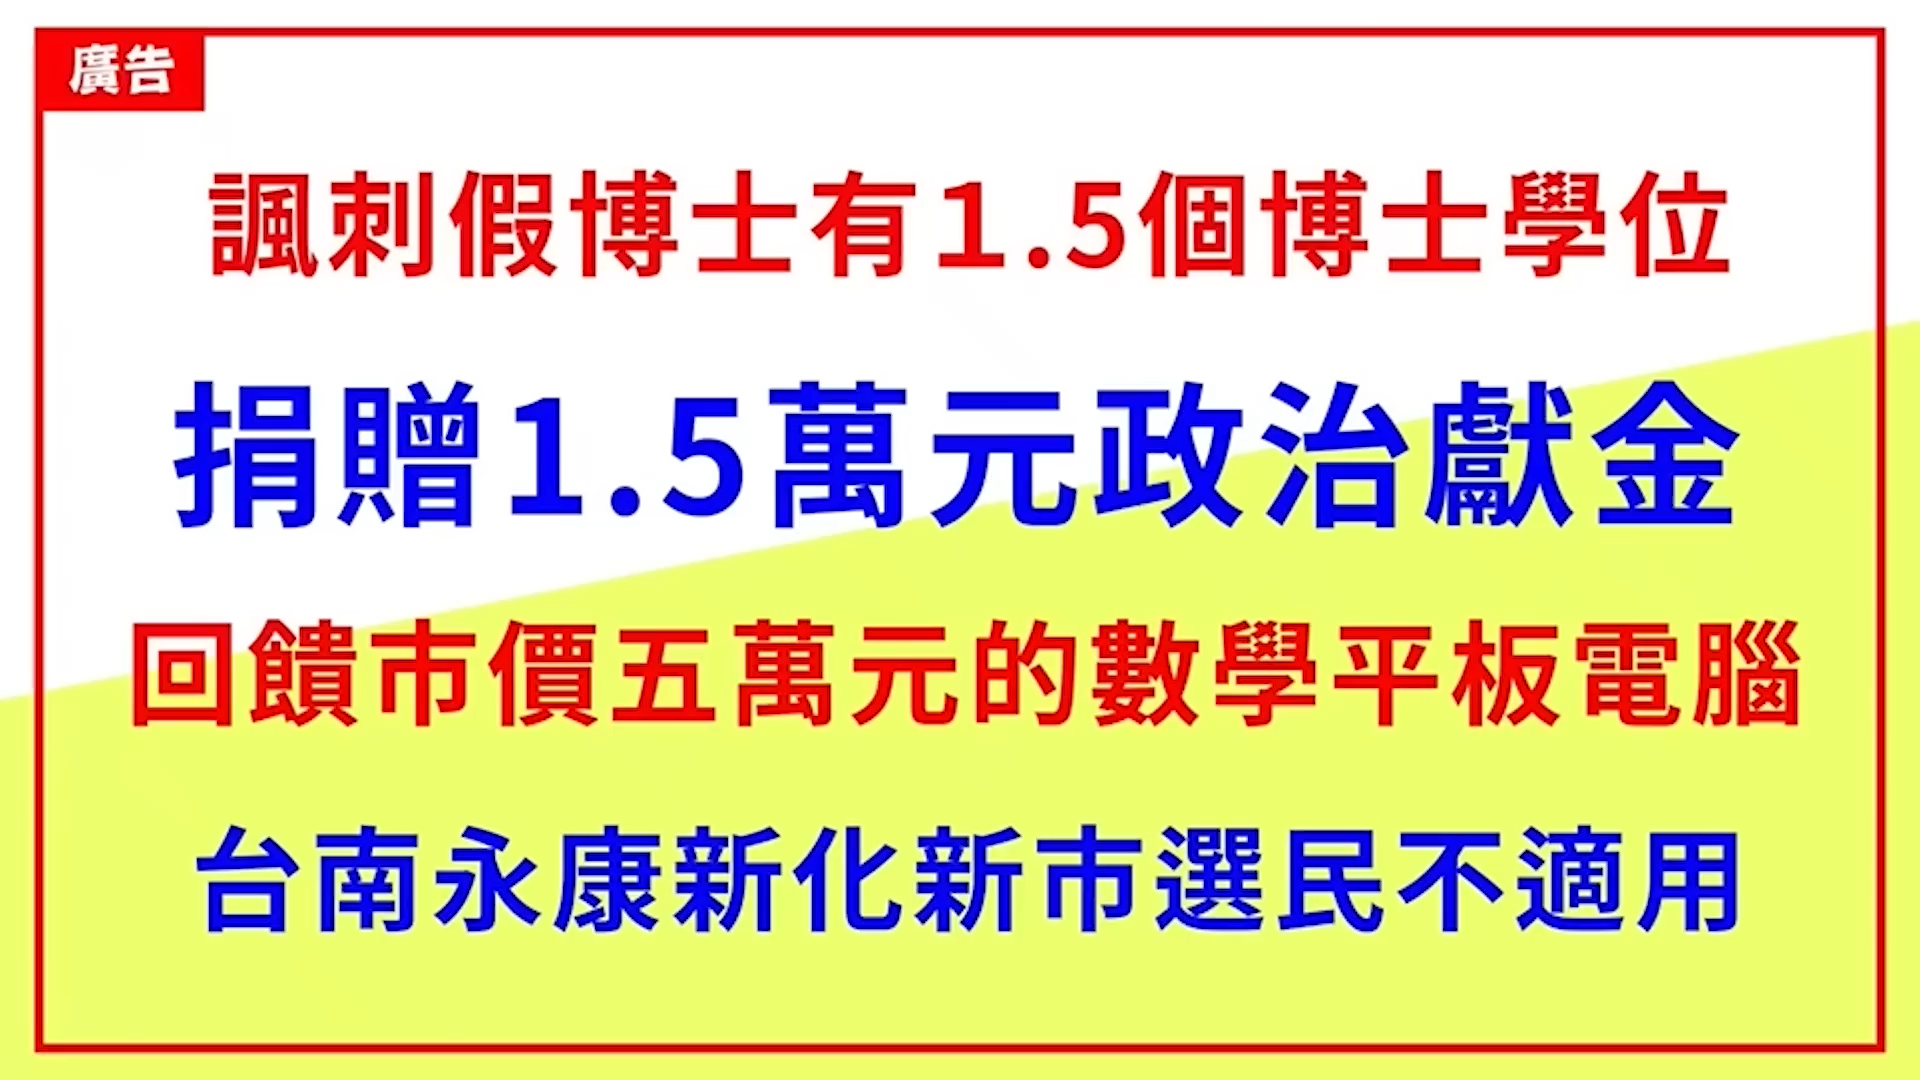 廣告
諷刺假博士有1.5個博士學位
捐贈1.5萬元政治獻金
回饋市價五萬元的數學平板電腦
台南永康新化新市選民不適用